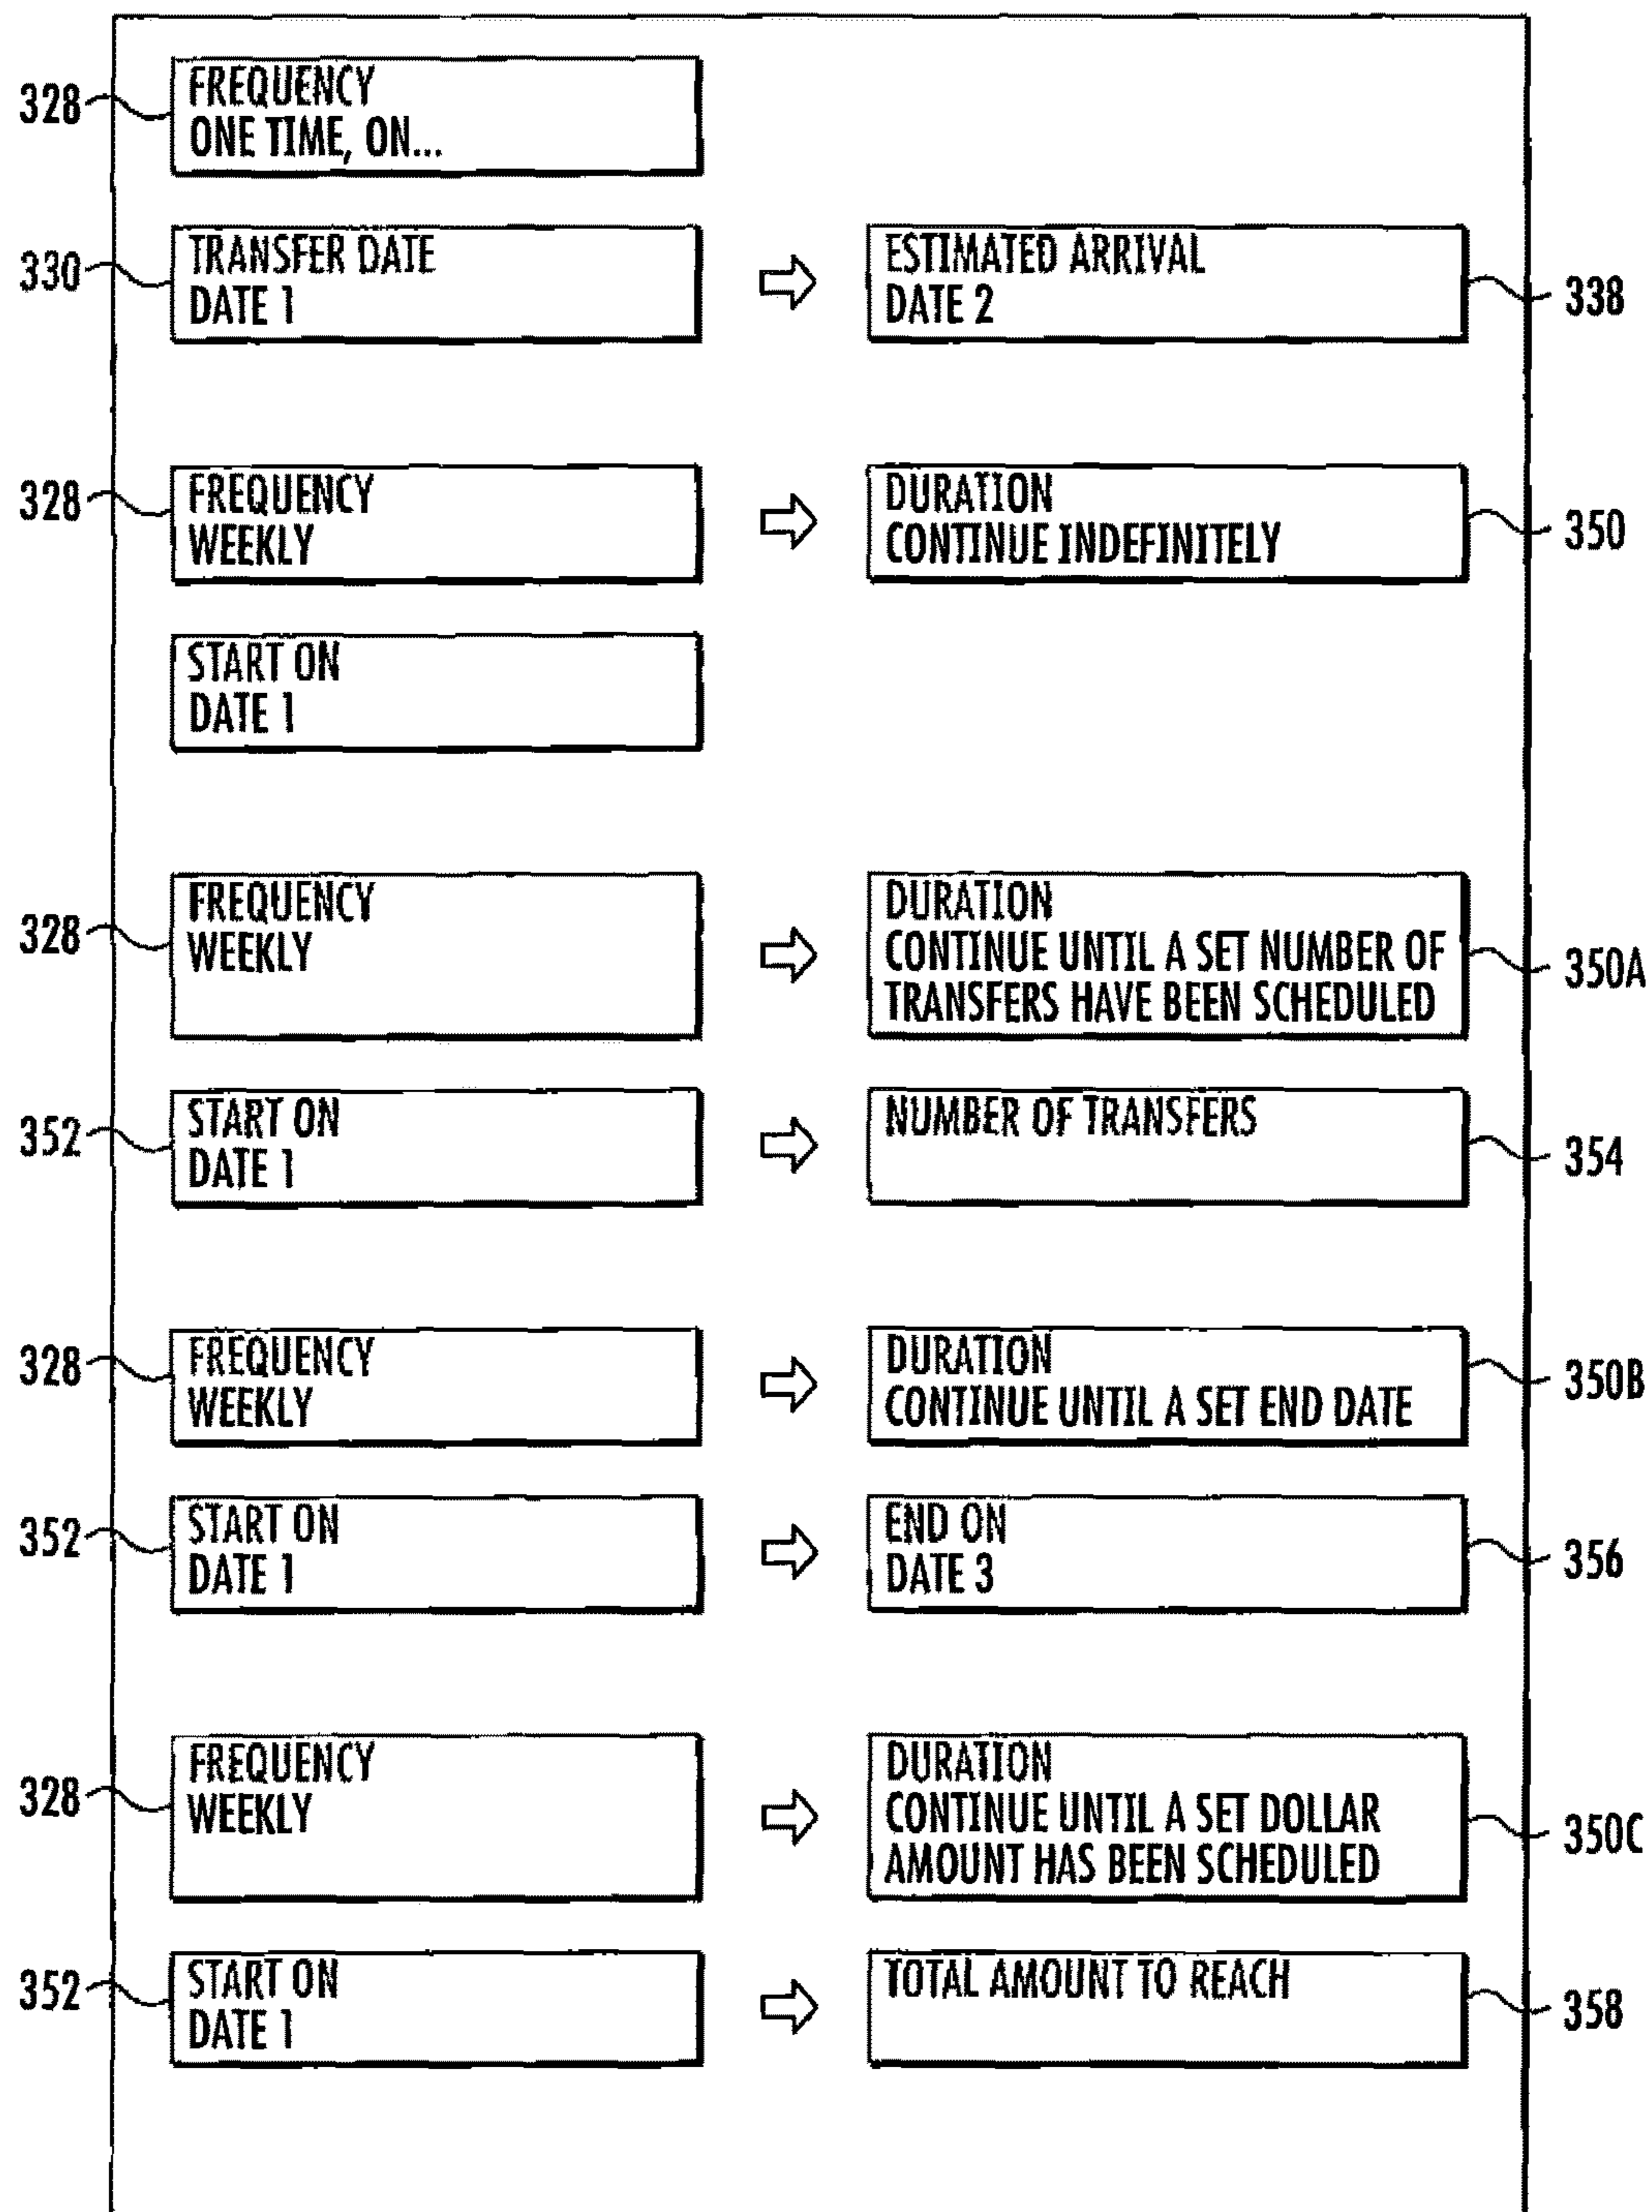 328
FREQUENCY
ONE TIME, ON...
330
TRANSFER DATE
DATE 1
ESTIMATED ARRIVAL
DATE 2
338
328
FREQUENCY
WEEKLY
DURATION
CONTINUE INDEFINITELY
350
START ON
DATE 1
328
FREQUENCY
WEEKLY
DURATION
CONTINUE UNTIL A SET NUMBER OF
TRANSFERS HAVE BEEN SCHEDULED
350A
352
START ON
DATE 1
NUMBER OF TRANSFERS
354
328
FREQUENCY
WEEKLY
DURATION
CONTINUE UNTIL A SET END DATE
350B
352
START ON
DATE 1
END ON
DATE 3
356
328
FREQUENCY
WEEKLY
DURATION
CONTINUE UNTIL A SET DOLLAR
AMOUNT HAS BEEN SCHEDULED
350C
352
START ON
DATE 1
TOTAL AMOUNT TO REACH
358